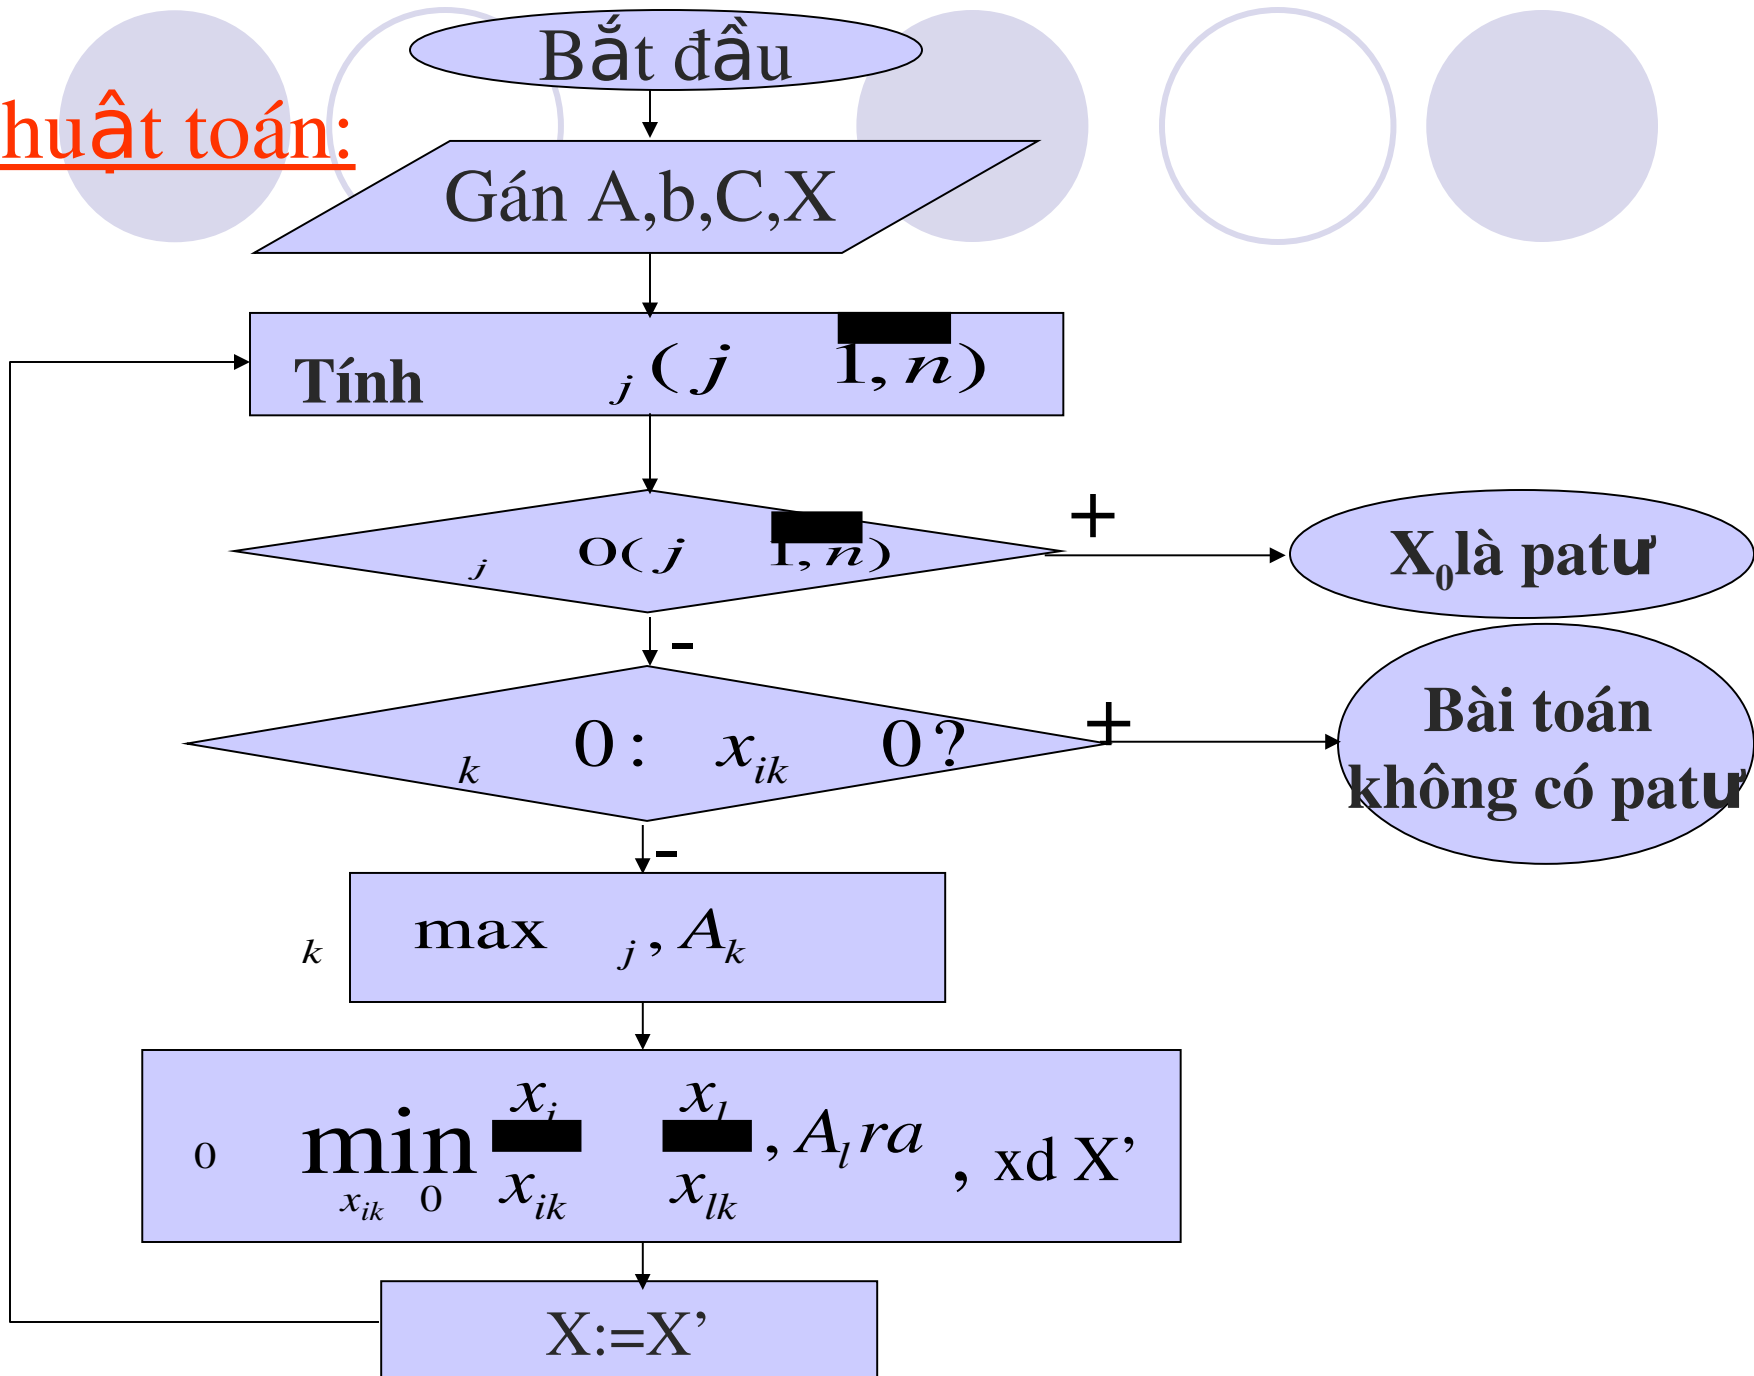 Bắt đầu
huật toán:
Gán A,b,C,X
Tính j (j 1, n)
j 0(j 1, n)
+
X0là patư
-
k 0: xik 0?
+
Bài toán
không có patư
-
k max j, Ak
0 min xik 0 xi xik xl xlk , Al ra , xd X’
X:=X’